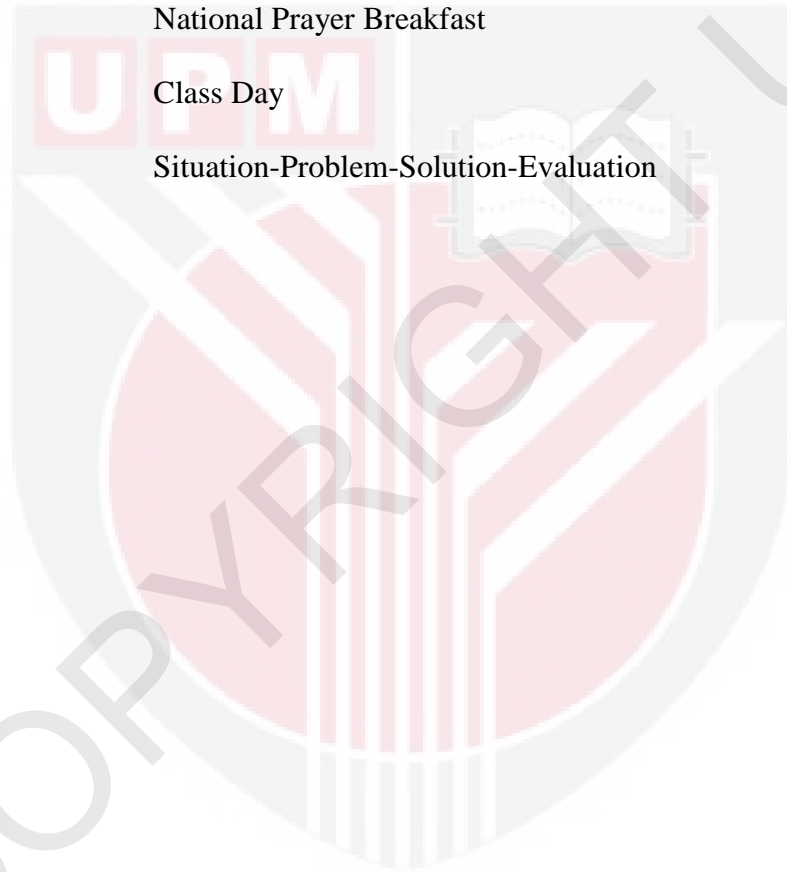 National Prayer Breakfast
UPM
Class Day
Situation-Problem-Solution-Evaluation
COPYRIGHT U